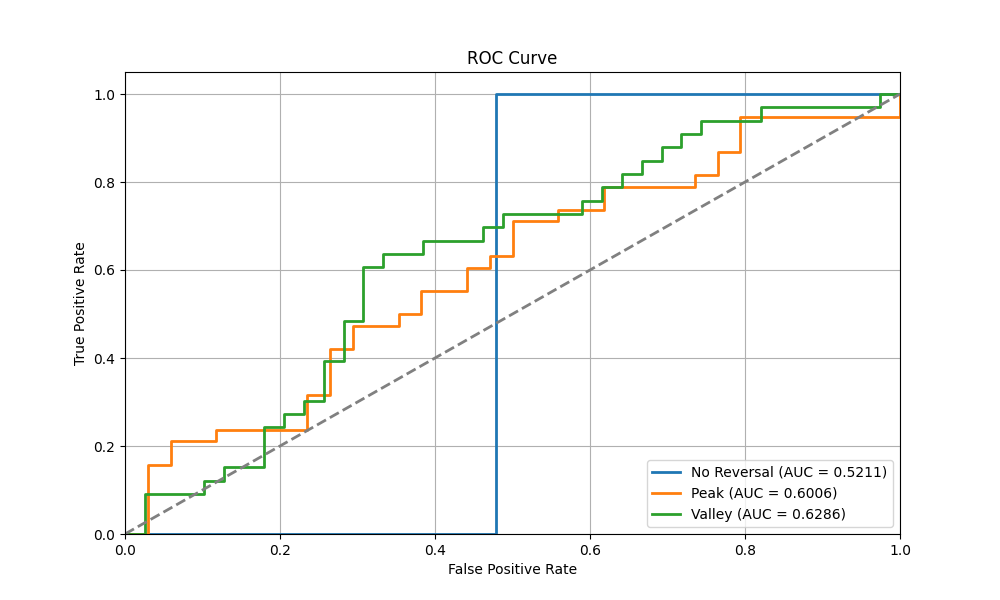 ROC Curve
True Positive Rate
1.0
0.8
0.6
0.4
0.2
0.0
0.0 0.2 0.4 0.6 0.8 1.0
False Positive Rate
No Reversal (AUC = 0.5211)
Peak (AUC = 0.6006)
Valley (AUC = 0.6286)